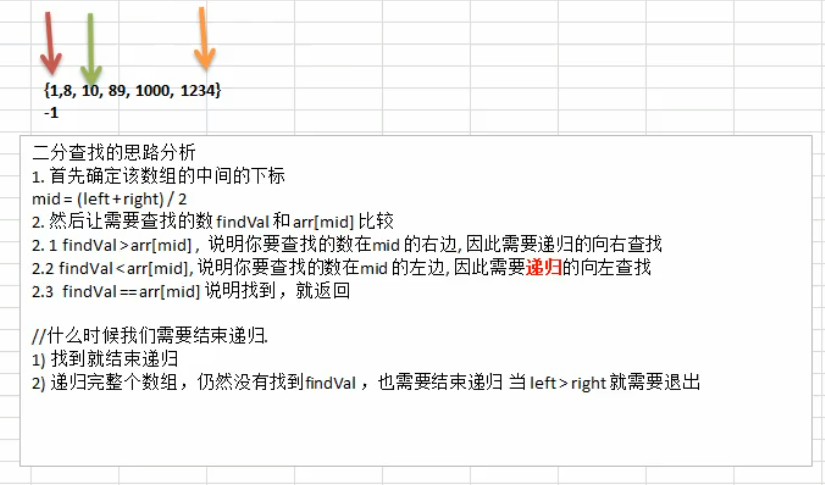 {1,8, 10, 89, 1000, 1234}
-1
二分查找的思路分析
1. 首先确定该数组的中间的下标
mid = (left + right) / 2
2. 然后让需要查找的数 findVal 和 arr[mid] 比较
2. 1 findVal > arr[mid] , 说明你要查找的数在mid 的右边, 因此需要递归的向右查找
2.2 findVal < arr[mid], 说明你要查找的数在mid 的左边, 因此需要递归的向左查找
2.3 findVal == arr[mid] 说明找到，就返回
//什么时候我们需要结束递归.
1) 找到就结束递归
2) 递归完整个数组，仍然没有找到findVal ，也需要结束递归 当 left > right 就需要退出